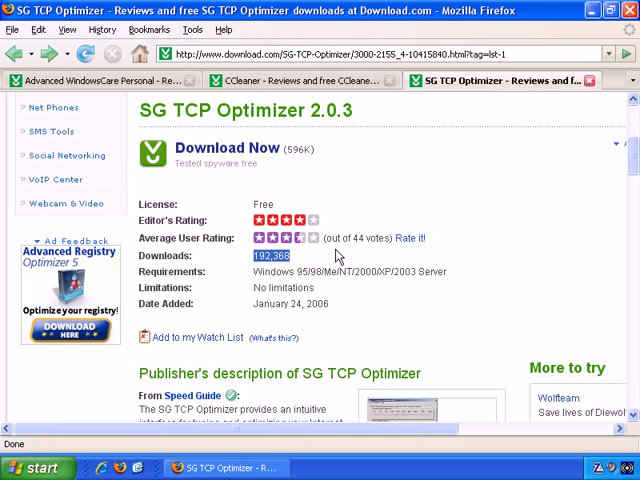 SG TCP Optimizer - Reviews and free SG TCP Optimizer downloads at Download.com - Mozilla Firefox
File Edit View History Bookmarks Tools Help
http://www.download.com/SG-TCP-Optimizer/3000-2155_4-10415840.html?tag=lst-1
Advanced WindowsCare Personal - Re...
CCleaner - Reviews and free CCleane...
SG TCP Optimizer - Reviews and f...
» Net Phones
» SMS Tools
» Social Networking
» VoIP Center
» Webcam & Video
Ad Feedback
Advanced Registry
Optimizer 5
Optimize your registry!
DOWNLOAD
HERE
SG TCP Optimizer 2.0.3
Download Now (596K)
Tested spyware free
License: Free
Editor's Rating:
Average User Rating: (out of 44 votes) Rate it!
Downloads: 192,368
Requirements: Windows 95/98/Me/NT/2000/XP/2003 Server
Limitations: No limitations
Date Added: January 24, 2006
Add to my Watch List (What's this?)
Publisher's description of SG TCP Optimizer
From Speed Guide :
The SG TCP Optimizer provides an intuitive
More to try
Wolfteam
Save lives of Diewol
Done
start
SG TCP Optimizer - R...